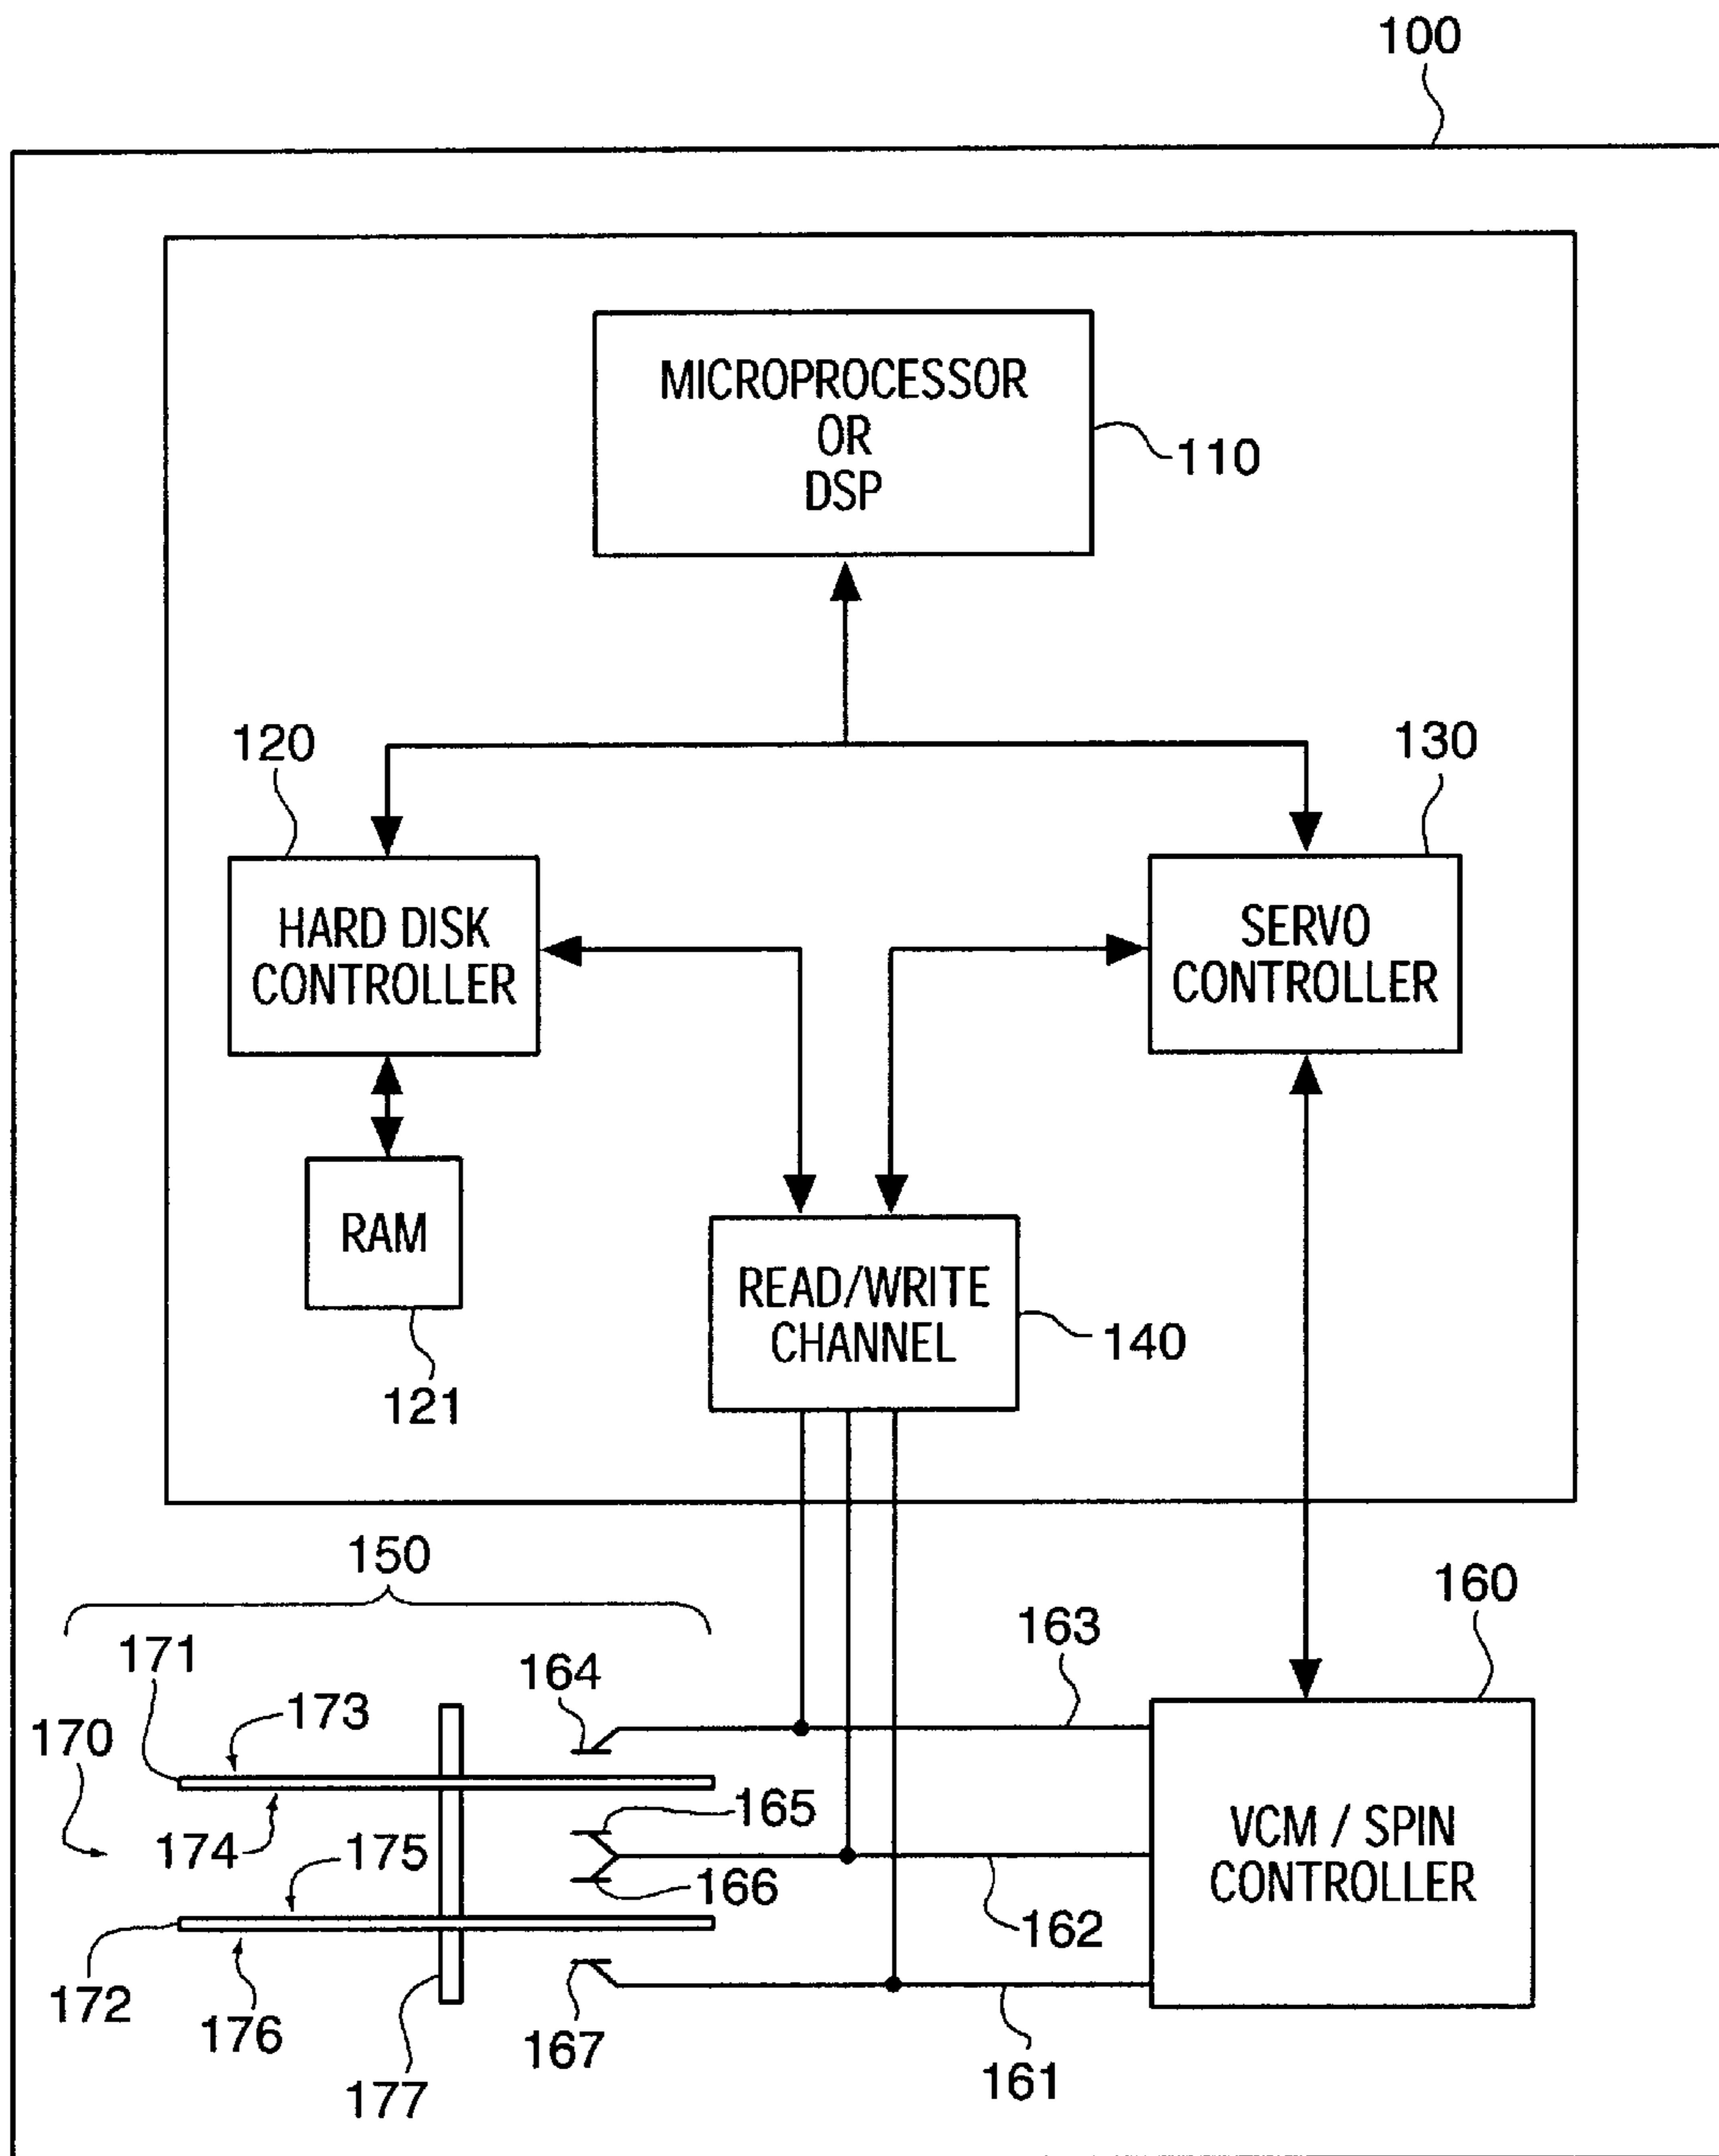 100
MICROPROCESSOR
OR
DSP
110
120
130
HARD DISK
CONTROLLER
SERVO
CONTROLLER
RAM
121
READ/WRITE
CHANNEL
140
150
160
163
171
164
173
170
165
174
175
166
VCM / SPIN
CONTROLLER
162
172
176
167
161
177